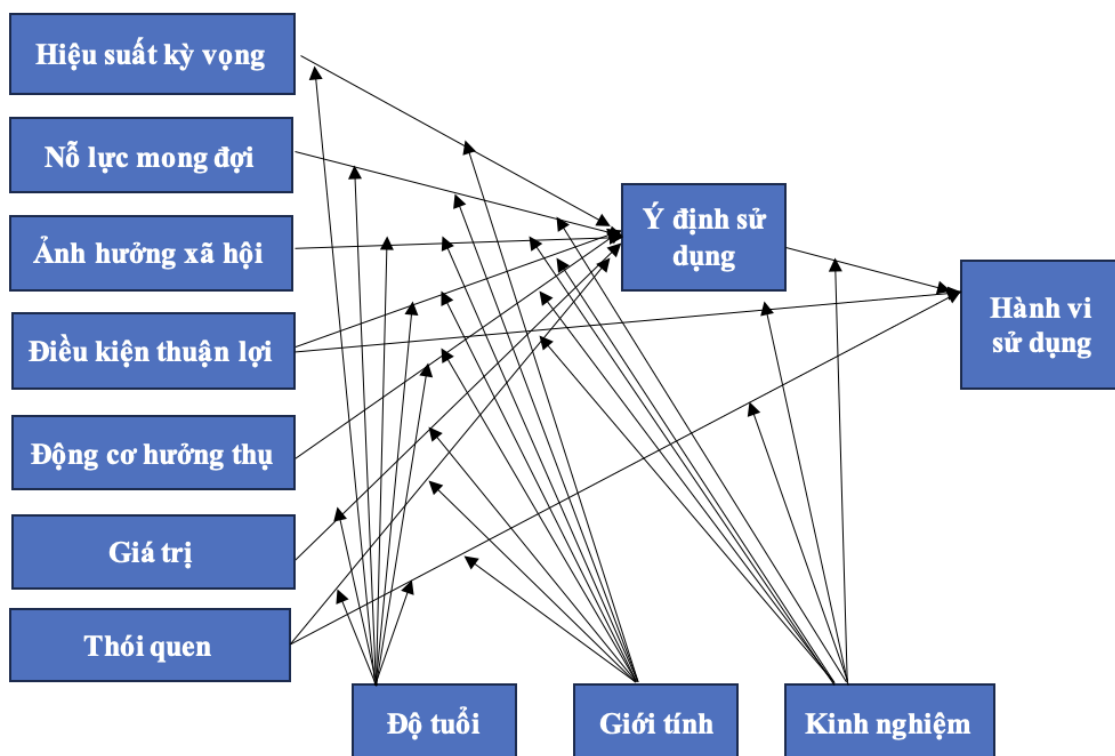 Hiệu suất kỳ vọng
Nỗ lực mong đợi
Ảnh hưởng xã hội
Điều kiện thuận lợi
Động cơ hưởng thụ
Giá trị
Thói quen
Ý định sử
dụng
Hành vi
sử dụng
Độ tuổi
Giới tính
Kinh nghiệm